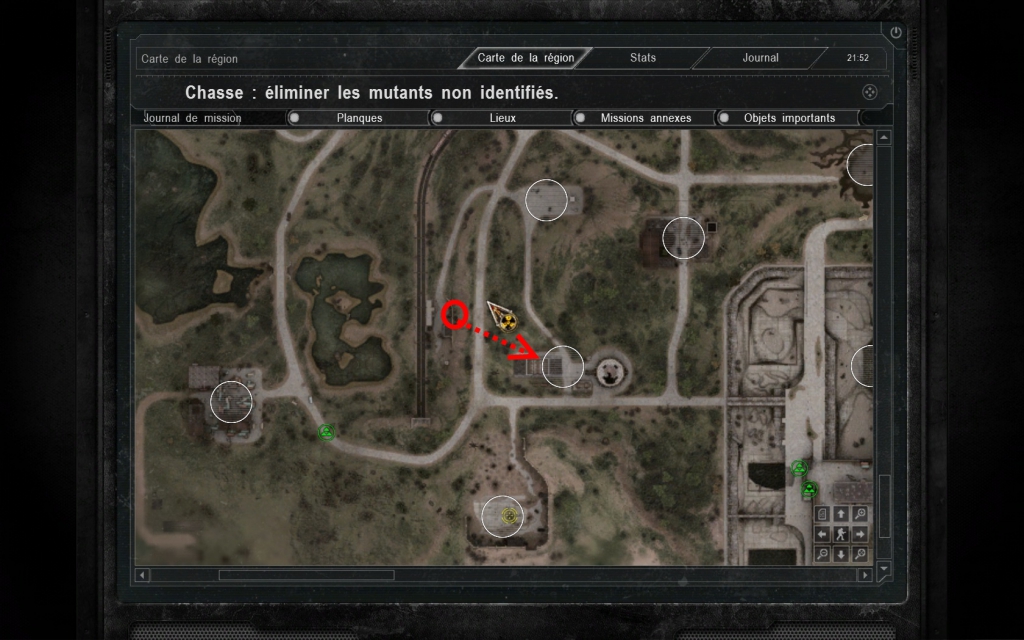 Carte de la région
Carte de la région
Stats
Journal
21:52
Chasse : éliminer les mutants non identifiés.
Journal de mission
Planques
Lieux
Missions annexes
Objets importants